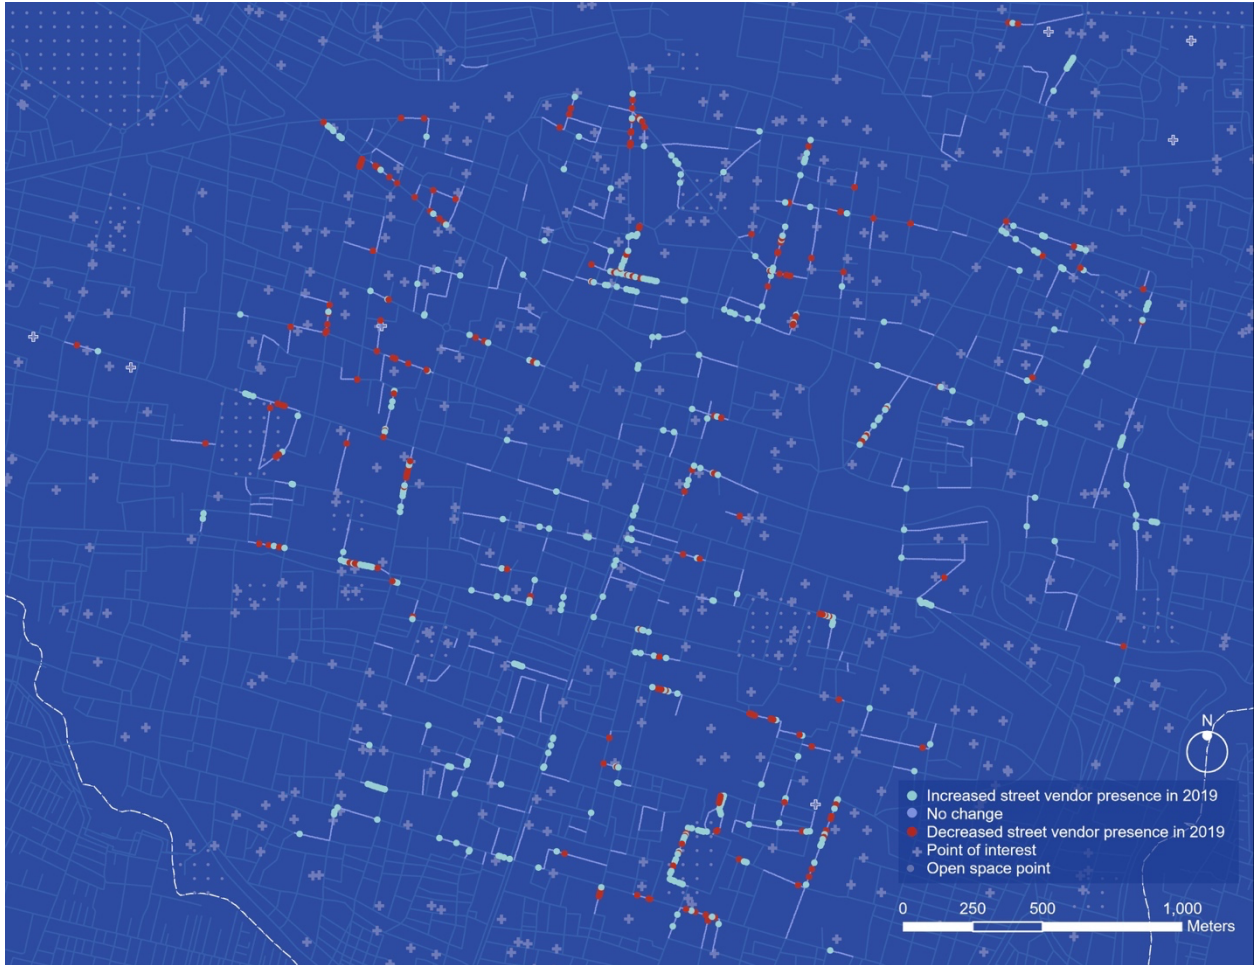 N
Increased street vendor presence in 2019
No change
Decreased street vendor presence in 2019
Point of interest
Open space point
0 250 500 1,000
Meters